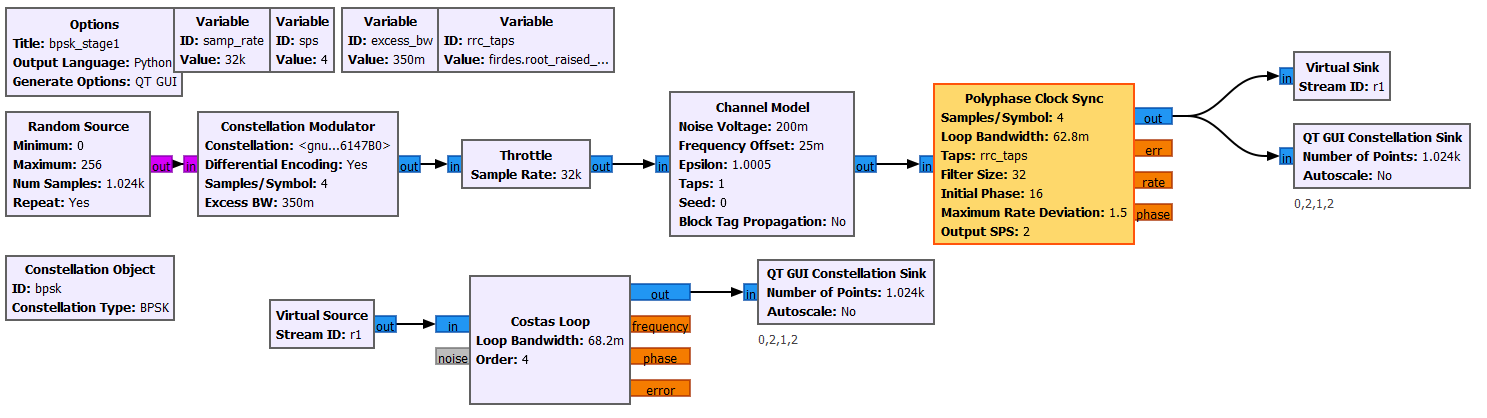 Options
Title: bpsk_stage1
Output Language: Python
Generate Options: QT GUI
Variable
ID: samp_rate
Value: 32k
Variable
ID: sps
Value: 4
Variable
ID: excess_bw
Value: 350m
Variable
ID: rrc_taps
Value: firdes.root_raised_...
Random Source
Minimum: 0
Maximum: 256
Num Samples: 1.024k
Repeat: Yes
out
in
Constellation Modulator
Constellation: <gnu...6147B0>
Differential Encoding: Yes
Samples/Symbol: 4
Excess BW: 350m
out
in
Throttle
Sample Rate: 32k
out
in
Channel Model
Noise Voltage: 200m
Frequency Offset: 25m
Epsilon: 1.0005
Taps: 1
Seed: 0
Block Tag Propagation: No
out
in
Polyphase Clock Sync
Samples/Symbol: 4
Loop Bandwidth: 62.8m
Taps: rrc_taps
Filter Size: 32
Initial Phase: 16
Maximum Rate Deviation: 1.5
Output SPS: 2
out
err
rate
phase
in
Virtual Sink
Stream ID: r1
in
QT GUI Constellation Sink
Number of Points: 1.024k
Autoscale: No
0,2,1,2
Constellation Object
ID: bpsk
Constellation Type: BPSK
Virtual Source
Stream ID: r1
out
in
noise
Costas Loop
Loop Bandwidth: 68.2m
Order: 4
out
frequency
phase
error
in
QT GUI Constellation Sink
Number of Points: 1.024k
Autoscale: No
0,2,1,2